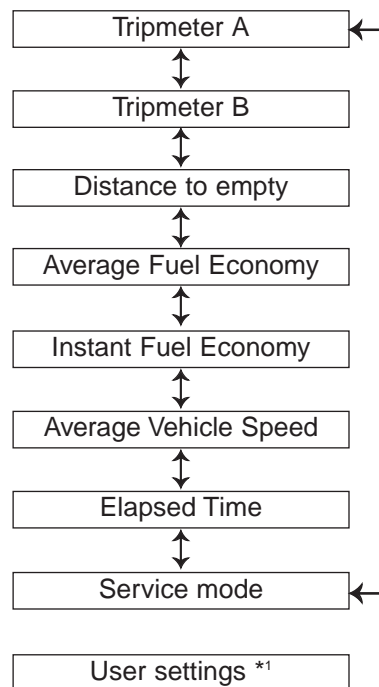 Tripmeter A
Tripmeter B
Distance to empty
Average Fuel Economy
Instant Fuel Economy
Average Vehicle Speed
Elapsed Time
Service mode
User settings *1